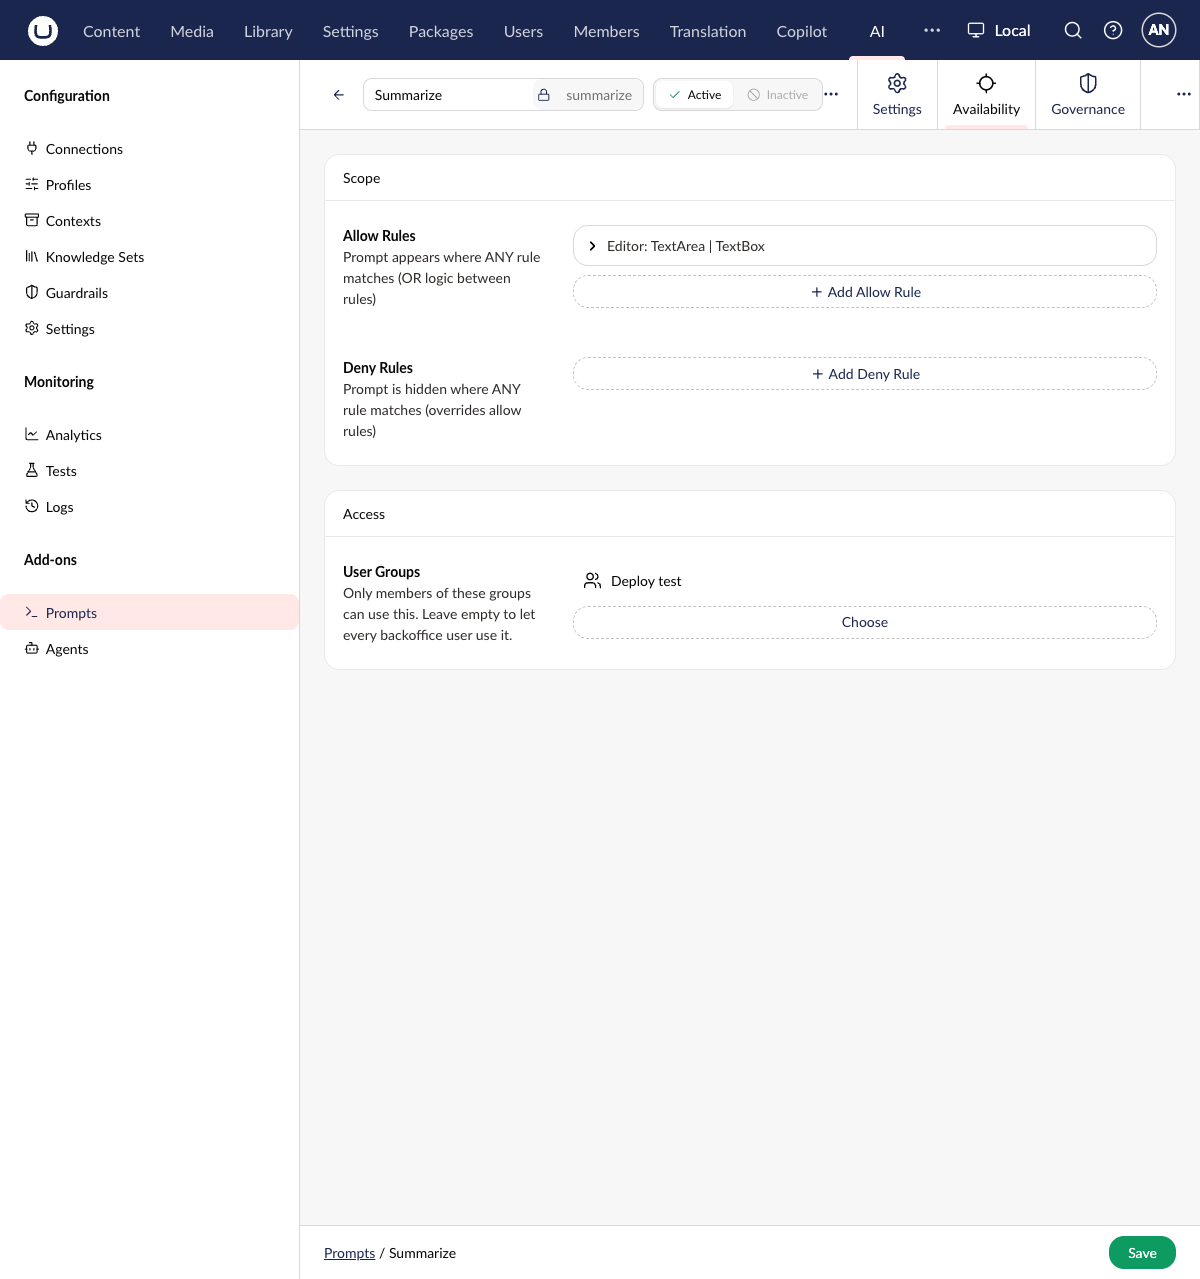 Content Media Library Settings Packages Users Members Translation Copilot AI Local AN
Configuration
Connections
Profiles
Contexts
Knowledge Sets
Guardrails
Settings
Monitoring
Analytics
Tests
Logs
Add-ons
Prompts
Agents
Summarize summarize Active Inactive
Settings Availability Governance
Scope
Allow Rules
Prompt appears where ANY rule
matches (OR logic between
rules)
Editor: TextArea | TextBox
+ Add Allow Rule
Deny Rules
Prompt is hidden where ANY
rule matches (overrides allow
rules)
+ Add Deny Rule
Access
User Groups
Only members of these groups
can use this. Leave empty to let
every backoffice user use it.
Deploy test
Choose
Prompts / Summarize
Save